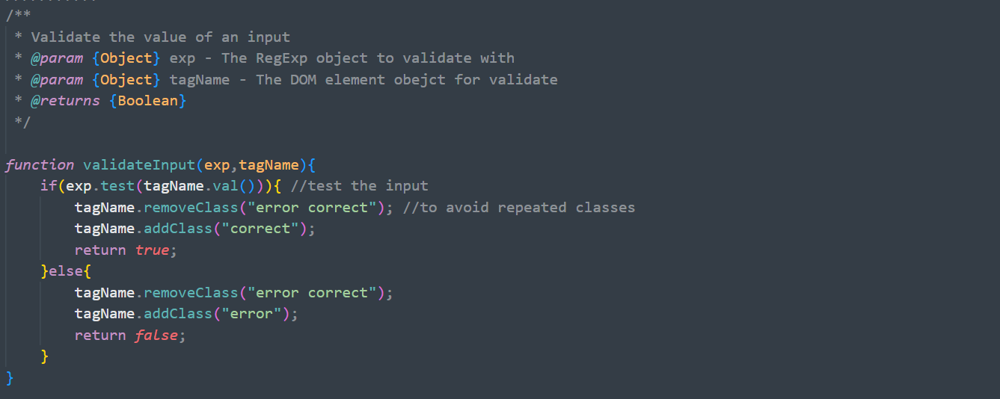 /**
 * Validate the value of an input
 * @param {Object} exp - The RegExp object to validate with
 * @param {Object} tagName - The DOM element obejct for validate
 * @returns {Boolean}
 */
function validateInput(exp,tagName){
    if(exp.test(tagName.val())){ //test the input
        tagName.removeClass("error correct"); //to avoid repeated classes
        tagName.addClass("correct");
        return true;
    }else{
        tagName.removeClass("error correct");
        tagName.addClass("error");
        return false;
    }
}